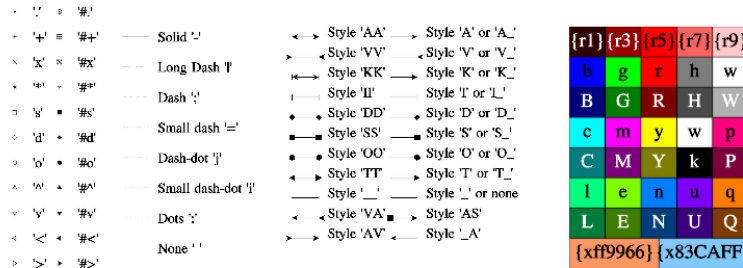 '.' '#.'
'+' '#+'
'x' '#x'
'*' '#*'
's' '#s'
'd' '#d'
'o' '#o'
'^' '#^'
'v' '#v'
'<' '#<'
'>' '#>'
Solid '-'
Long Dash '|'
Dash ';'
Small dash '='
Dash-dot 'j'
Small dash-dot 'i'
Dots ':'
None ' '
Style 'AA' Style 'A' or 'A_'
Style 'VV' Style 'V' or 'V_'
Style 'KK' Style 'K' or 'K_'
Style 'II' Style 'I' or 'I_'
Style 'DD' Style 'D' or 'D_'
Style 'SS' Style 'S' or 'S_'
Style 'OO' Style 'O' or 'O_'
Style 'TT' Style 'T' or 'T_'
Style '__' Style '_' or none
Style 'VA' Style 'AS'
Style 'AV' Style '_A'
{r1} {r3} {r5} {r7} {r9}
b g r h w
B G R H W
c m y w p
C M Y k P
l e n u q
L E N U Q
{xff9966} {x83CAFF